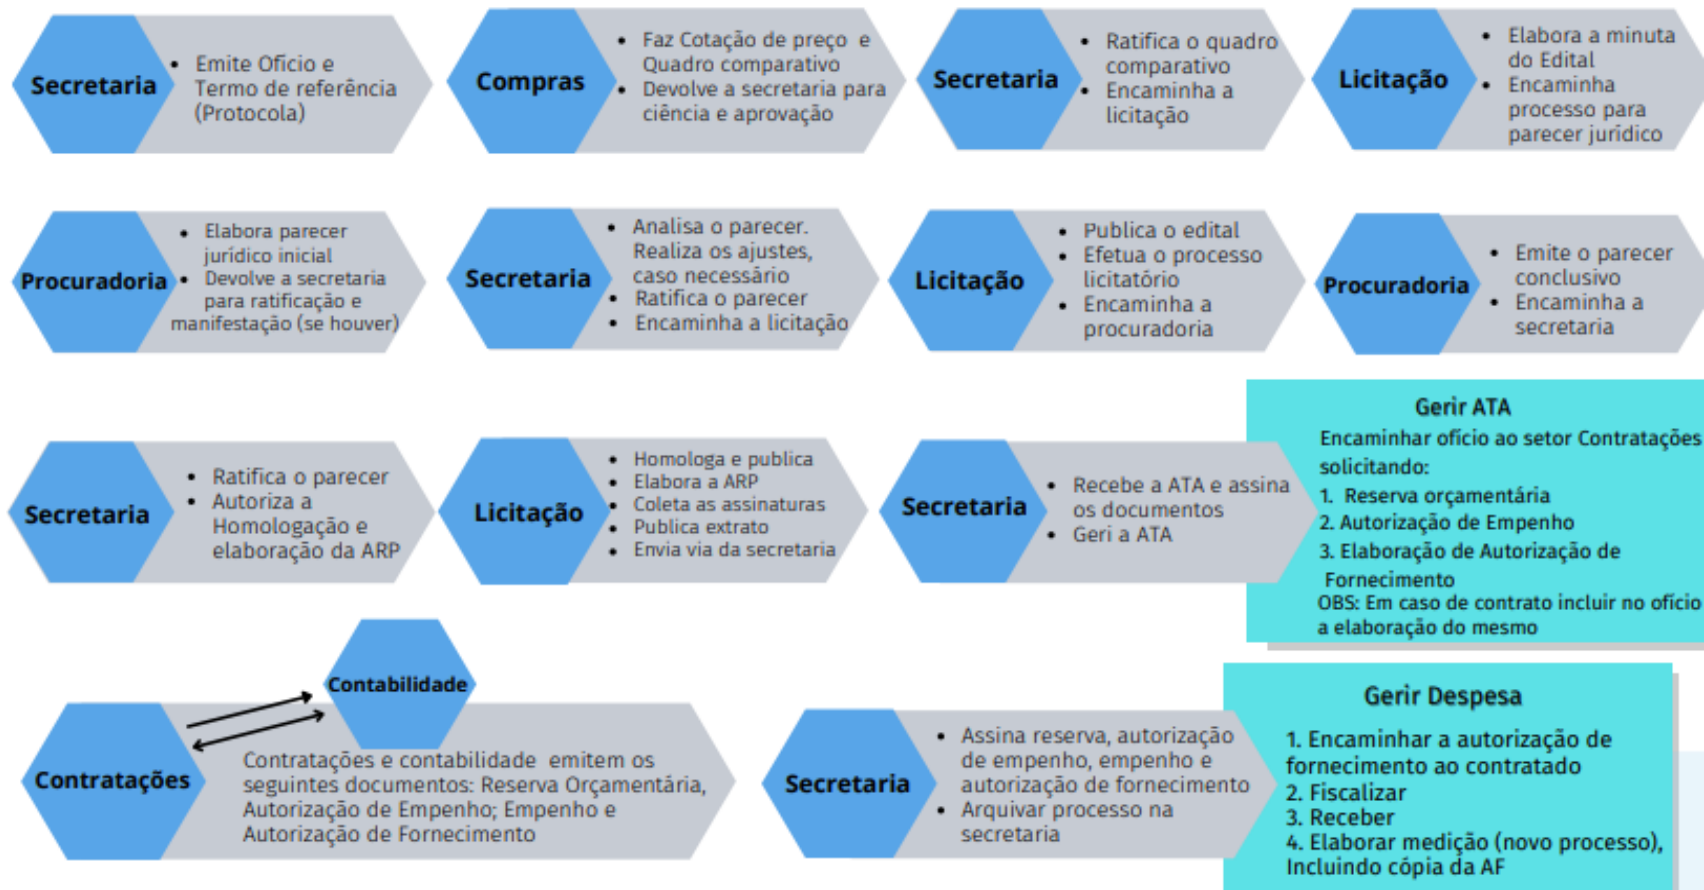 Secretaria
• Emite Ofício e
Termo de referência
(Protocola)
Compras
• Faz Cotação de preço e
Quadro comparativo
• Devolve a secretaria para
ciência e aprovação
Secretaria
• Ratifica o quadro
comparativo
• Encaminha a
licitação
Licitação
• Elabora a minuta
do Edital
• Encaminha
processo para
parecer jurídico
Procuradoria
• Elabora parecer
jurídico inicial
• Devolve a secretaria
para ratificação e
manifestação (se houver)
Secretaria
• Analisa o parecer.
Realiza os ajustes,
caso necessário
• Ratifica o parecer
• Encaminha a licitação
Licitação
• Publica o edital
• Efetua o processo
licitatório
• Encaminha a
procuradoria
Procuradoria
• Emite o parecer
conclusivo
• Encaminha a
secretaria
Secretaria
• Ratifica o parecer
• Autoriza a
Homologação e
elaboração da ARP
Licitação
• Homologa e publica
• Elabora a ARP
• Coleta as assinaturas
• Publica extrato
• Envia via da secretaria
Secretaria
• Recebe a ATA e assina
os documentos
• Geri a ATA
Gerir ATA
Encaminhar ofício ao setor Contratações
solicitando:
1. Reserva orçamentária
2. Autorização de Empenho
3. Elaboração de Autorização de
Fornecimento
OBS: Em caso de contrato incluir no ofício
a elaboração do mesmo
Contabilidade
Contratações
Contratações e contabilidade emitem os
seguintes documentos: Reserva Orçamentária,
Autorização de Empenho; Empenho e
Autorização de Fornecimento
Secretaria
• Assina reserva, autorização
de empenho, empenho e
autorização de fornecimento
• Arquivar processo na
secretaria
Gerir Despesa
1. Encaminhar a autorização de
fornecimento ao contratado
2. Fiscalizar
3. Receber
4. Elaborar medição (novo processo),
Incluindo cópia da AF